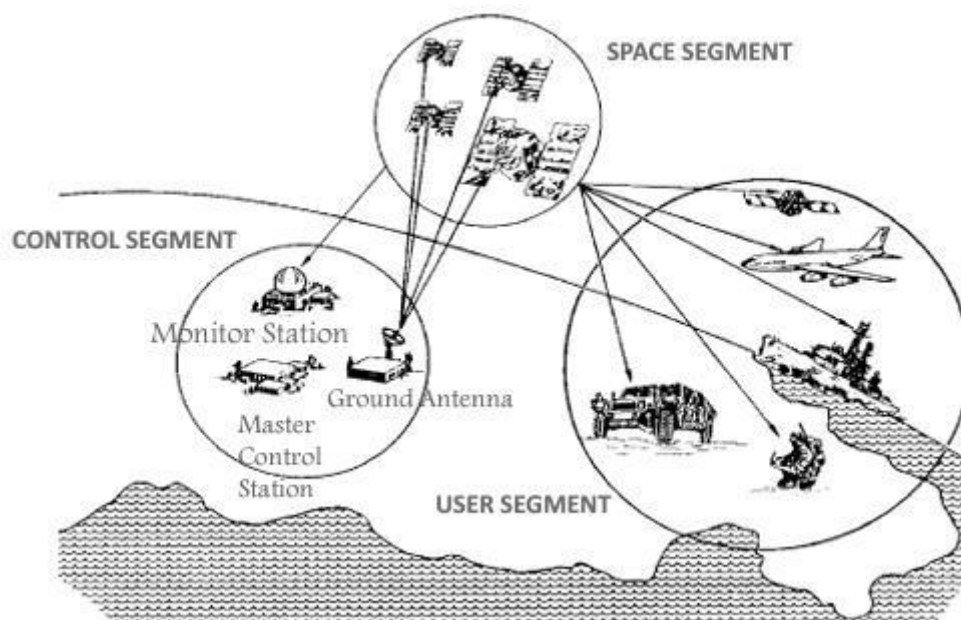 SPACE SEGMENT
CONTROL SEGMENT
Monitor Station
Ground Antenna
Master
Control
Station
USER SEGMENT